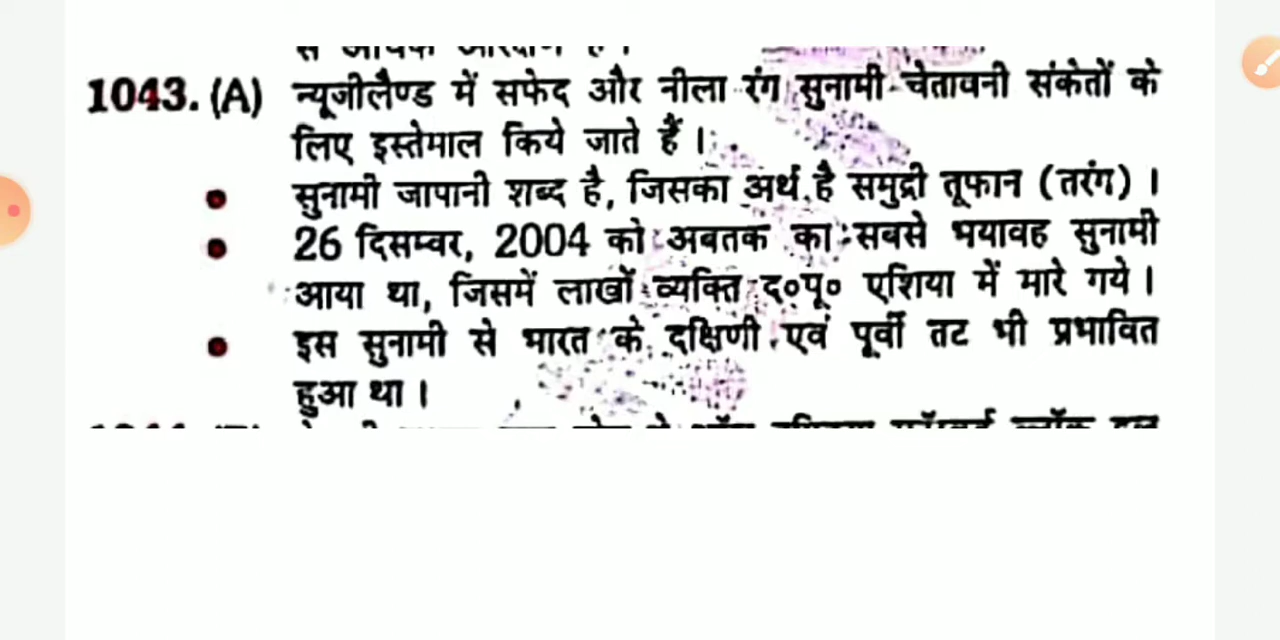 1043. (A) न्यूजीलैण्ड में सफेद और नीला रंग सुनामी चेतावनी संकेतों के
लिए इस्तेमाल किये जाते हैं ।
• सुनामी जापानी शब्द है, जिसका अर्थ है समुद्री तूफान (तरंग) ।
• 26 दिसम्वर, 2004 को अबतक का सबसे भयावह सुनामी
आया था, जिसमें लाखों व्यक्ति द०पू० एशिया में मारे गये ।
• इस सुनामी से भारत के दक्षिणी एवं पूर्वी तट भी प्रभावित
हुआ था ।